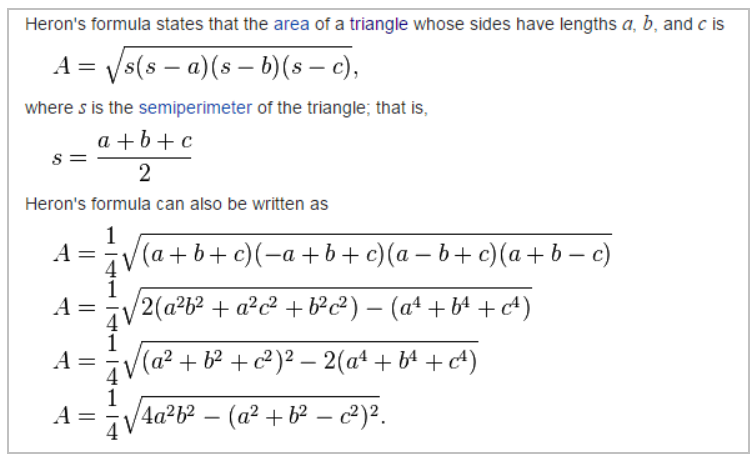 Heron's formula states that the area of a triangle whose sides have lengths a, b, and c is
A = √(s(s − a)(s − b)(s − c)),
where s is the semiperimeter of the triangle; that is,
s = (a + b + c)/2
Heron's formula can also be written as
A = 1/4 √((a + b + c)(−a + b + c)(a − b + c)(a + b − c))
A = 1/4 √(2(a²b² + a²c² + b²c²) − (a⁴ + b⁴ + c⁴))
A = 1/4 √((a² + b² + c²)² − 2(a⁴ + b⁴ + c⁴))
A = 1/4 √(4a²b² − (a² + b² − c²)²).